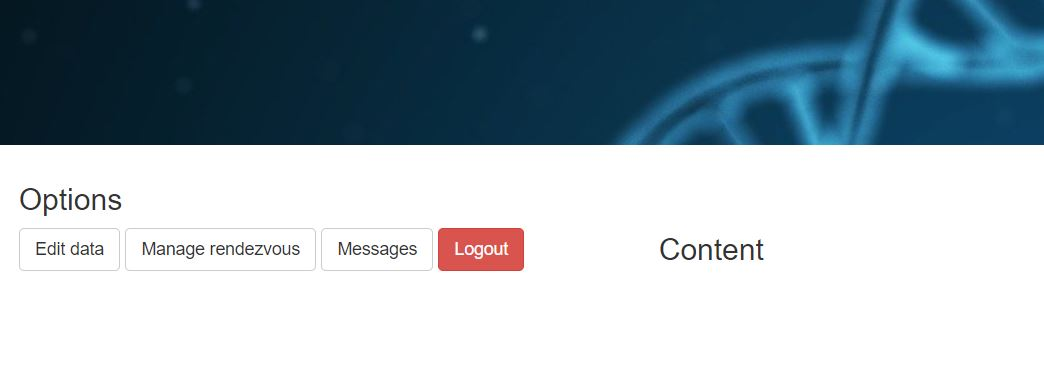 Options
Edit data Manage rendezvous Messages Logout
Content